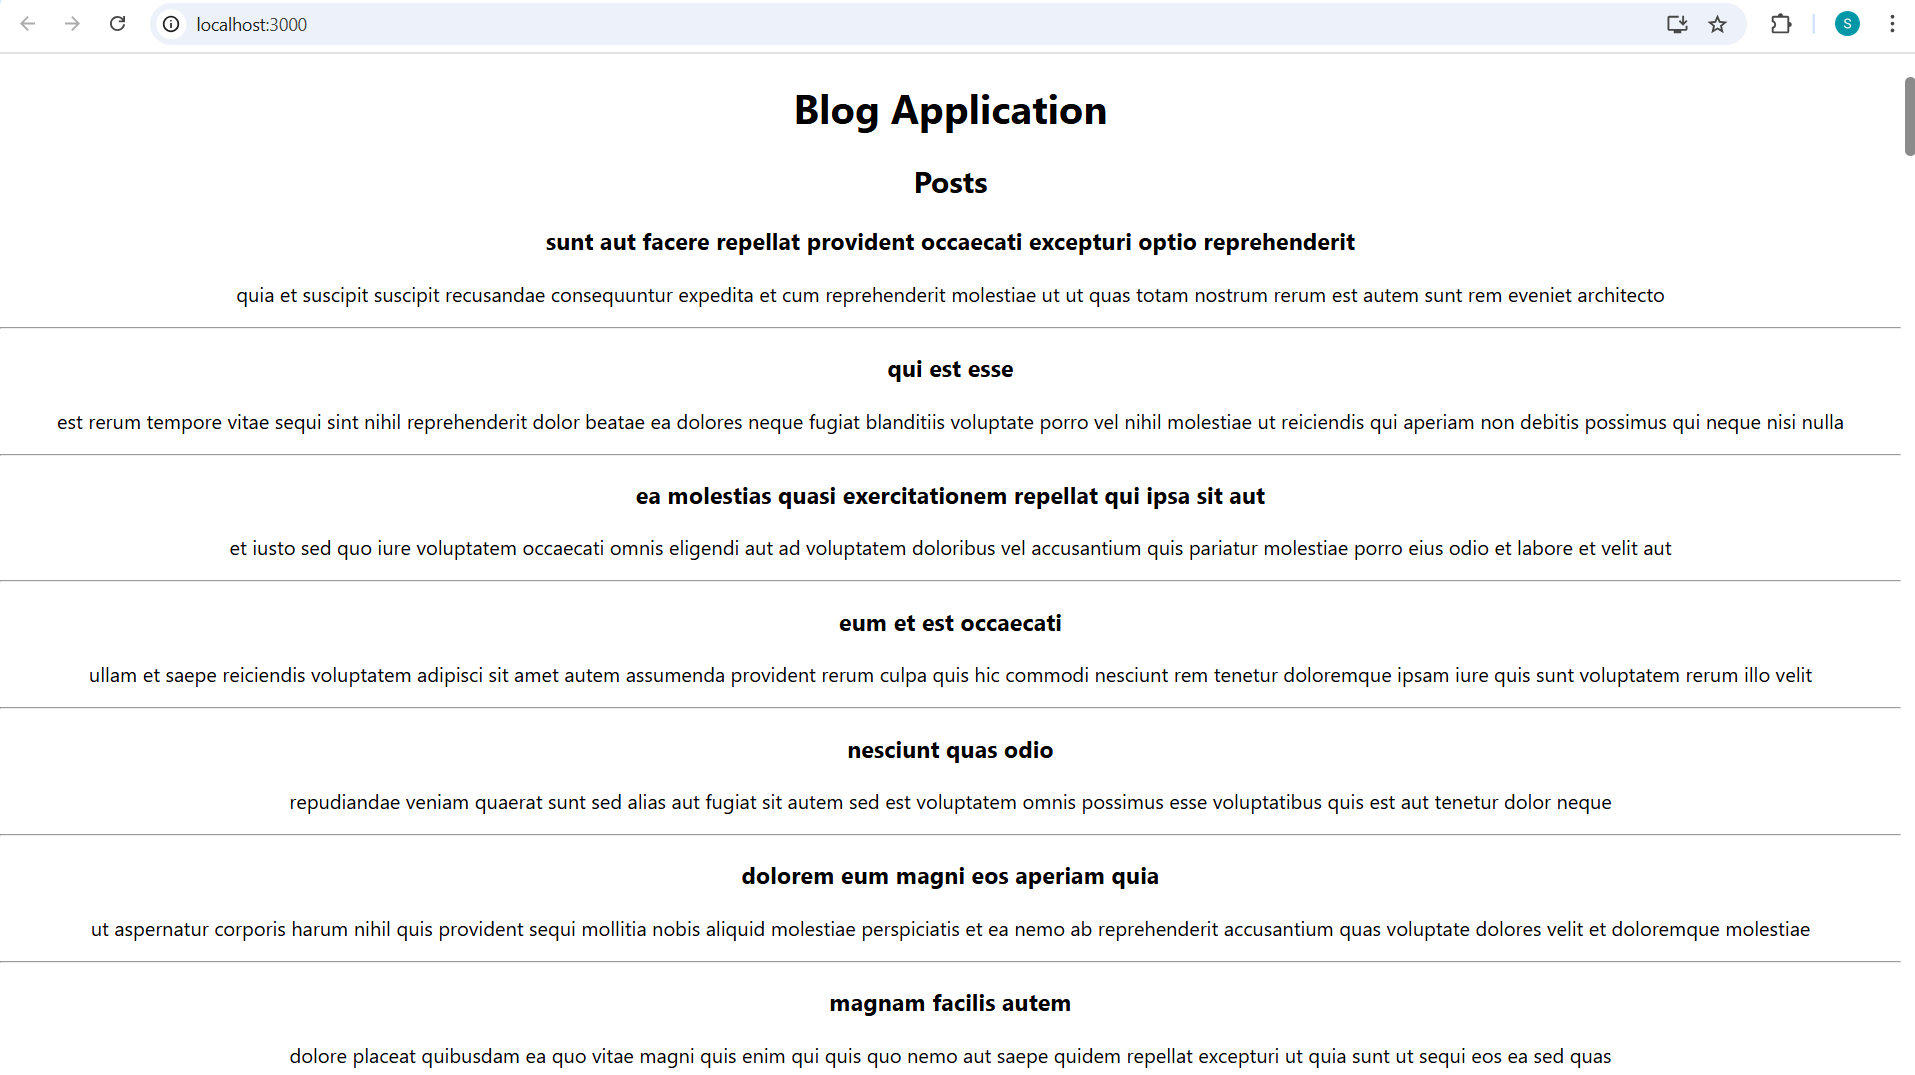 localhost:3000
S
Blog Application
Posts
sunt aut facere repellat provident occaecati excepturi optio reprehenderit
quia et suscipit suscipit recusandae consequuntur expedita et cum reprehenderit molestiae ut ut quas totam nostrum rerum est autem sunt rem eveniet architecto
qui est esse
est rerum tempore vitae sequi sint nihil reprehenderit dolor beatae ea dolores neque fugiat blanditiis voluptate porro vel nihil molestiae ut reiciendis qui aperiam non debitis possimus qui neque nisi nulla
ea molestias quasi exercitationem repellat qui ipsa sit aut
et iusto sed quo iure voluptatem occaecati omnis eligendi aut ad voluptatem doloribus vel accusantium quis pariatur molestiae porro eius odio et labore et velit aut
eum et est occaecati
ullam et saepe reiciendis voluptatem adipisci sit amet autem assumenda provident rerum culpa quis hic commodi nesciunt rem tenetur doloremque ipsam iure quis sunt voluptatem rerum illo velit
nesciunt quas odio
repudiandae veniam quaerat sunt sed alias aut fugiat sit autem sed est voluptatem omnis possimus esse voluptatibus quis est aut tenetur dolor neque
dolorem eum magni eos aperiam quia
ut aspernatur corporis harum nihil quis provident sequi mollitia nobis aliquid molestiae perspiciatis et ea nemo ab reprehenderit accusantium quas voluptate dolores velit et doloremque molestiae
magnam facilis autem
dolore placeat quibusdam ea quo vitae magni quis enim qui quis quo nemo aut saepe quidem repellat excepturi ut quia sunt ut sequi eos ea sed quas